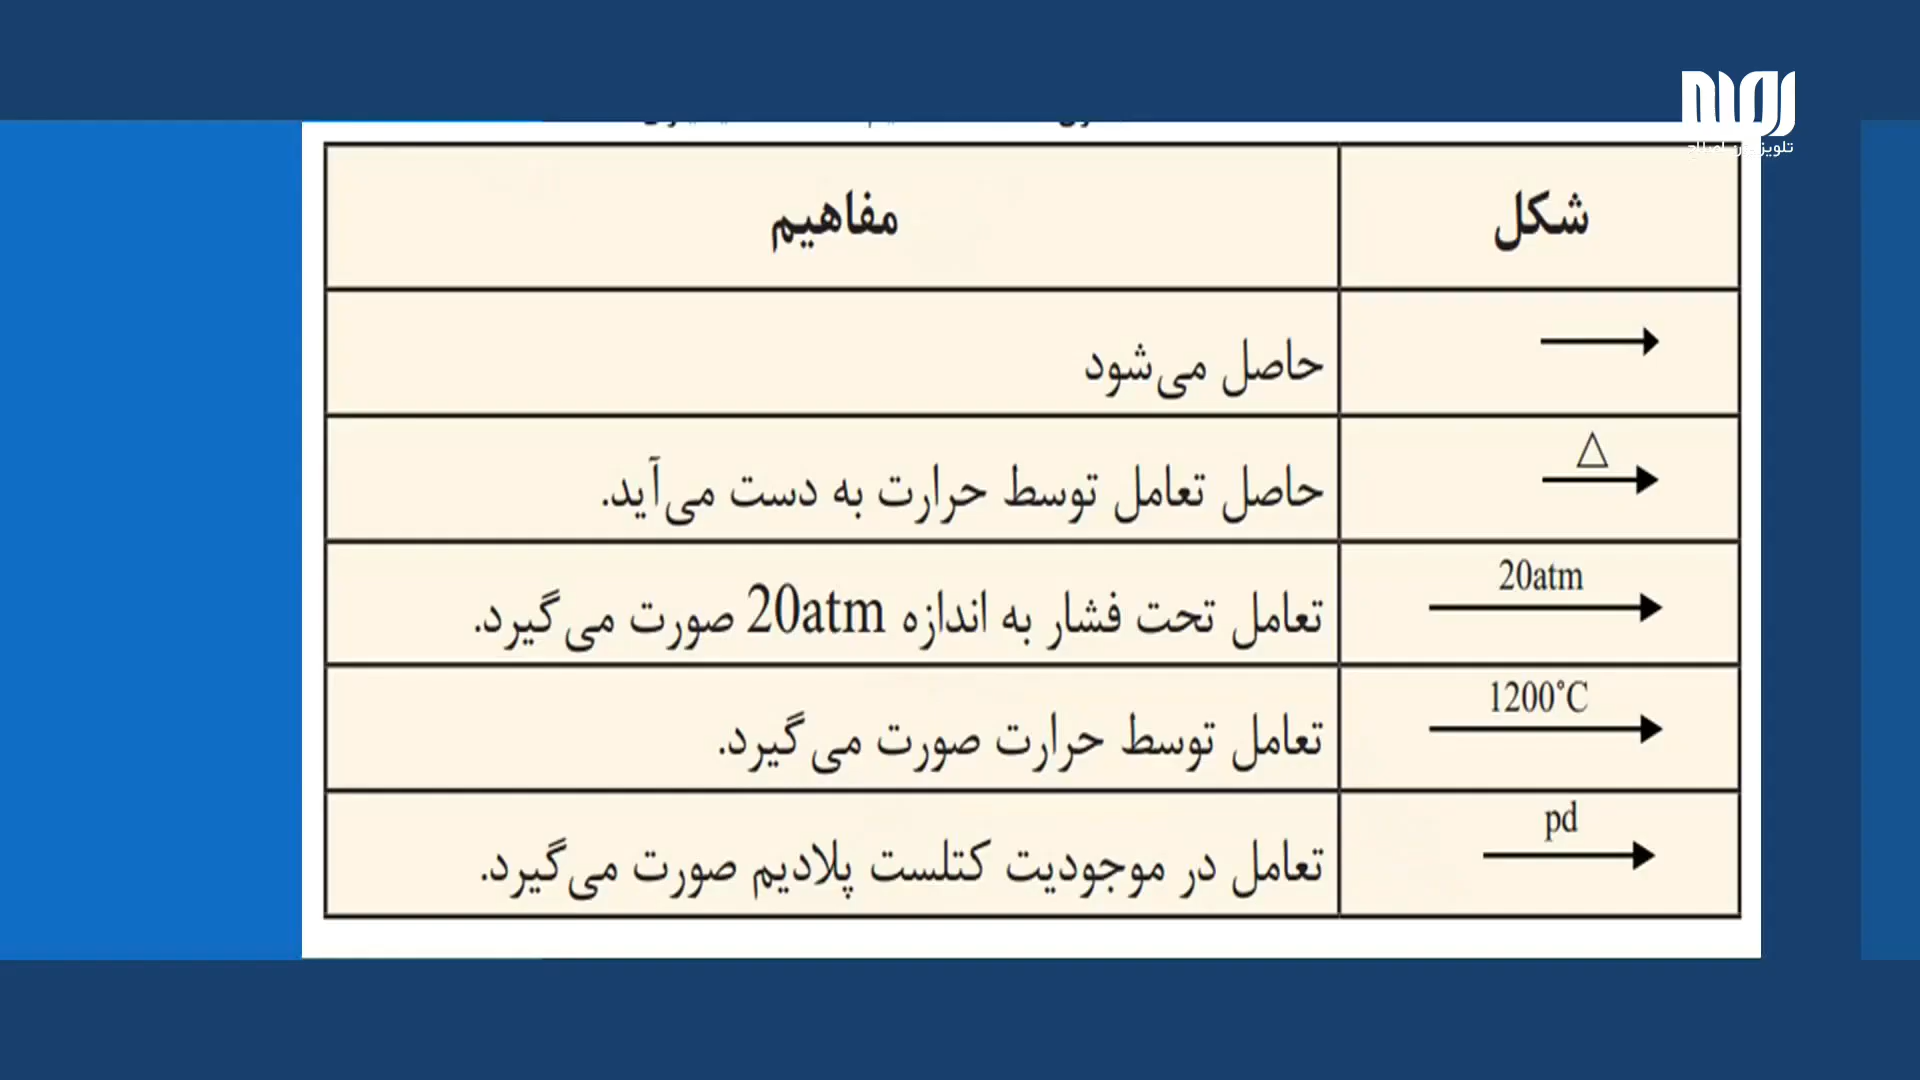 شکل مفاهیم
→ حاصل می‌شود
△
→ حاصل تعامل توسط حرارت به دست می‌آید.
20atm
→ تعامل تحت فشار به اندازه 20atm صورت می‌گیرد.
1200°C
→ تعامل توسط حرارت صورت می‌گیرد.
pd
→ تعامل در موجودیت کتلست پلادیم صورت می‌گیرد.